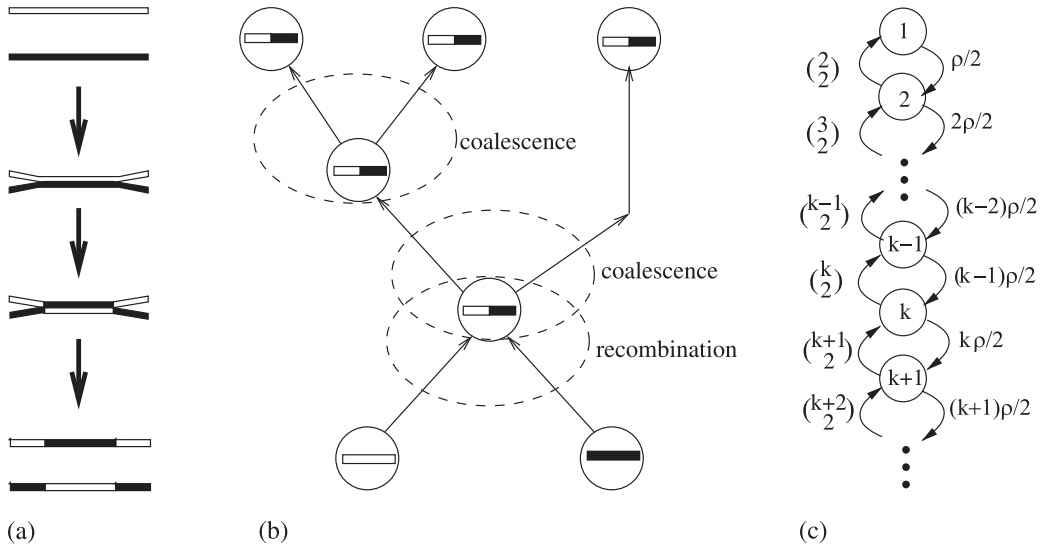 coalescence
coalescence
recombination
1
(2 2)
ρ/2
2
(3 2)
2ρ/2
(k−1 2)
(k−2)ρ/2
k−1
(k 2)
(k−1)ρ/2
k
(k+1 2)
kρ/2
k+1
(k+2 2)
(k+1)ρ/2
(a)
(b)
(c)